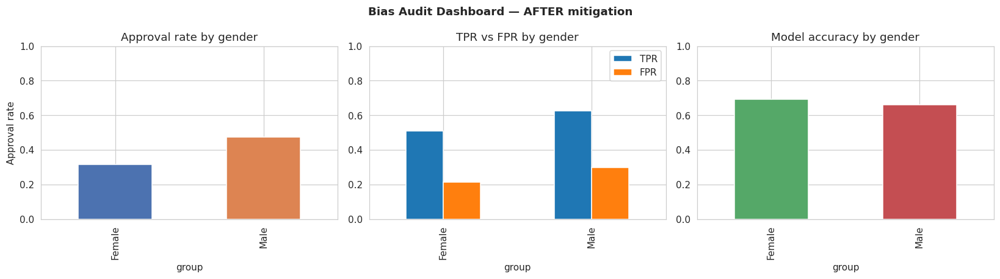 Bias Audit Dashboard — AFTER mitigation
Approval rate by gender
Approval rate
1.0
0.8
0.6
0.4
0.2
0.0
Female
Male
group
TPR vs FPR by gender
TPR
FPR
1.0
0.8
0.6
0.4
0.2
0.0
Female
Male
group
Model accuracy by gender
1.0
0.8
0.6
0.4
0.2
0.0
Female
Male
group